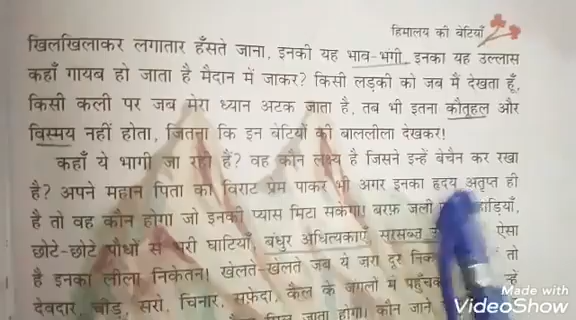 हिमालय की बेटियाँ
खिलखिलाकर लगातार हँसते जाना, इनकी यह भाव-भंगी, इनका यह उल्लास
कहाँ गायब हो जाता है मैदान में जाकर? किसी लड़की को जब मैं देखता हूँ,
किसी कली पर जब मेरा ध्यान अटक जाता है, तब भी इतना कौतूहल और
विस्मय नहीं होता, जितना कि इन बेटियों की बाललीला देखकर!
कहाँ ये भागी जा रही हैं? वह कौन लक्ष्य है जिसने इन्हें बेचैन कर रखा
है? अपने महान पिता का विराट प्रेम पाकर भी अगर इनका हृदय अतृप्त ही
है तो वह कौन होगा जो इनकी प्यास मिटा सकेगा! बरफ़ जली
छोटे-छोटे पौधों से भरी घाटियाँ, बंधुर अधित्यकाएँ, सरसब्ज़ ऐसा
है इनका लीला निकेतन! खेलते-खेलते जब ये जरा दूर तो
देवदार, चीड़, सरो, चिनार, सफ़ेदा, कैल के जंगलों में
जाता होगा! कौन जाने
Made with
VideoShow